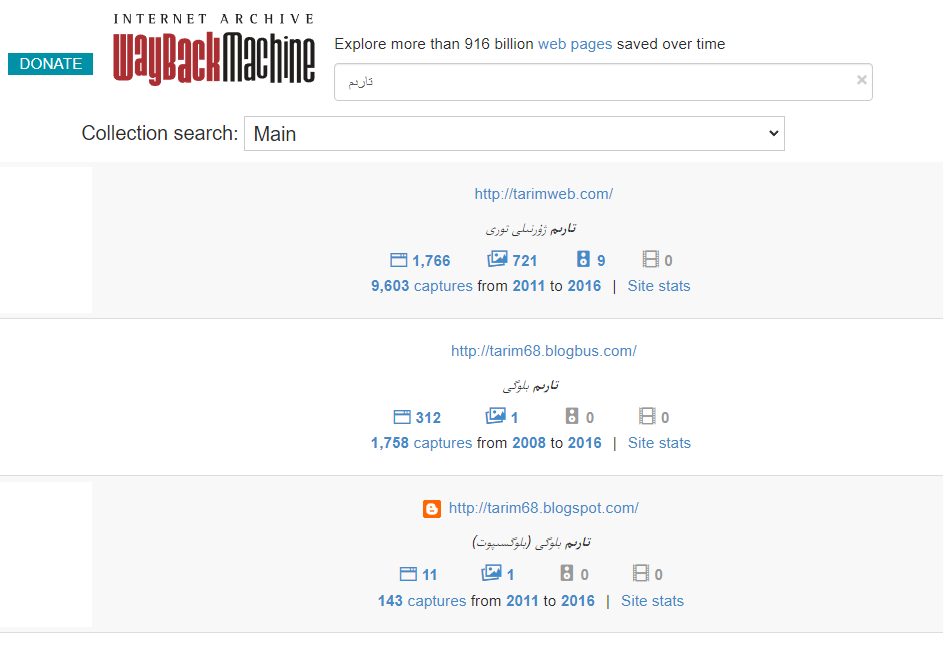 INTERNET ARCHIVE
WayBackMachine
DONATE
Explore more than 916 billion web pages saved over time
تارىم
×
Collection search: Main
http://tarimweb.com/
تارىم ژۇرنىلى تورى
1,766 721 9 0
9,603 captures from 2011 to 2016 | Site stats
http://tarim68.blogbus.com/
تارىم بلوگى
312 1 0 0
1,758 captures from 2008 to 2016 | Site stats
http://tarim68.blogspot.com/
تارىم بلوگى (بلوگسىپوت)
11 1 0 0
143 captures from 2011 to 2016 | Site stats